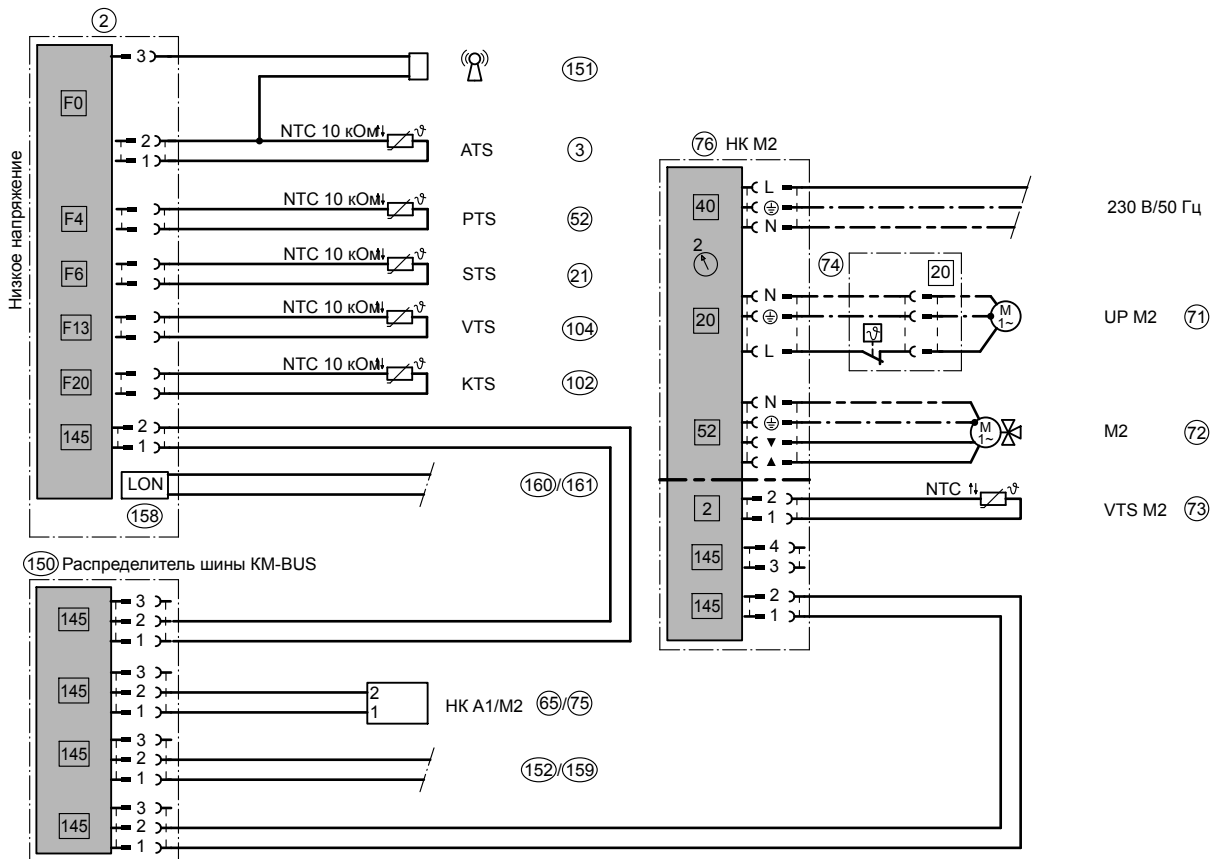 2
Низкое напряжение
3
F0
151
2
NTC 10 кОм
ϑ
1
ATS
3
F4
NTC 10 кОм
ϑ
PTS
52
F6
NTC 10 кОм
ϑ
STS
21
F13
NTC 10 кОм
ϑ
VTS
104
F20
NTC 10 кОм
ϑ
KTS
102
145
2
1
LON
158
160/161
150 Распределитель шины KM-BUS
145
3
2
1
145
3
2
1
2
1
НК A1/M2 65/75
145
3
2
1
152/159
145
3
2
1
76 НК M2
40
L
N
230 В/50 Гц
2
74
20
20
N
L
ϑ
M
1~
UP M2 71
52
N
M
1~
M2 72
2
2
1
NTC
ϑ
VTS M2 73
145
4
3
145
2
1